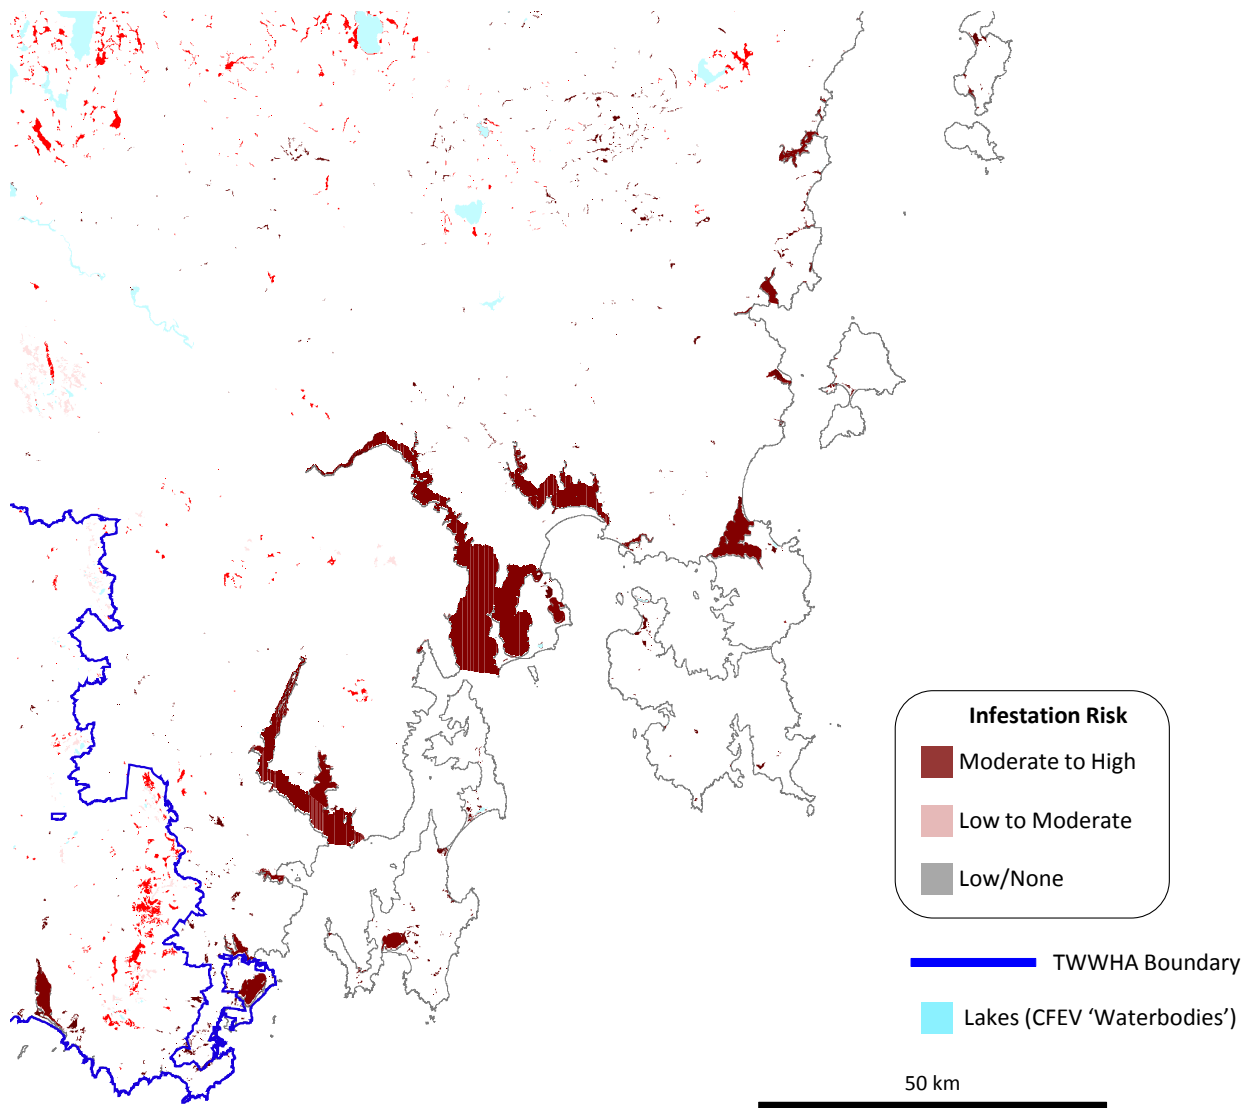 Infestation Risk
Moderate to High
Low to Moderate
Low/None
TWWHA Boundary
Lakes (CFEV ‘Waterbodies’)
50 km